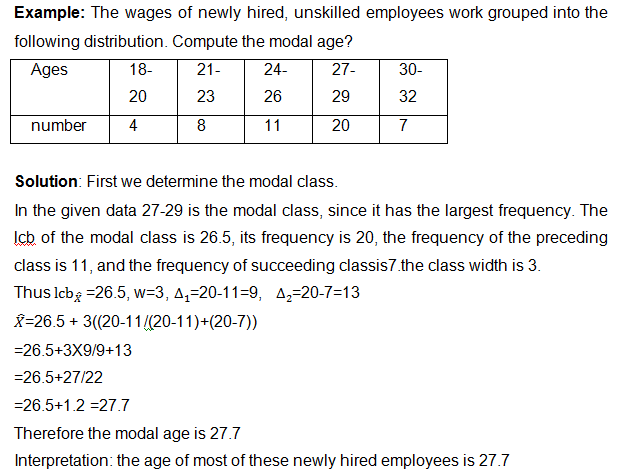 Example: The wages of newly hired, unskilled employees work grouped into the
following distribution. Compute the modal age?
Ages 18- 21- 24- 27- 30-
20 23 26 29 32
number 4 8 11 20 7
Solution: First we determine the modal class.
In the given data 27-29 is the modal class, since it has the largest frequency. The
lcb of the modal class is 26.5, its frequency is 20, the frequency of the preceding
class is 11, and the frequency of succeeding classis7.the class width is 3.
Thus lcbₓ̂ =26.5, w=3, Δ₁=20-11=9, Δ₂=20-7=13
X̂=26.5 + 3((20-11/(20-11)+(20-7))
=26.5+3X9/9+13
=26.5+27/22
=26.5+1.2 =27.7
Therefore the modal age is 27.7
Interpretation: the age of most of these newly hired employees is 27.7